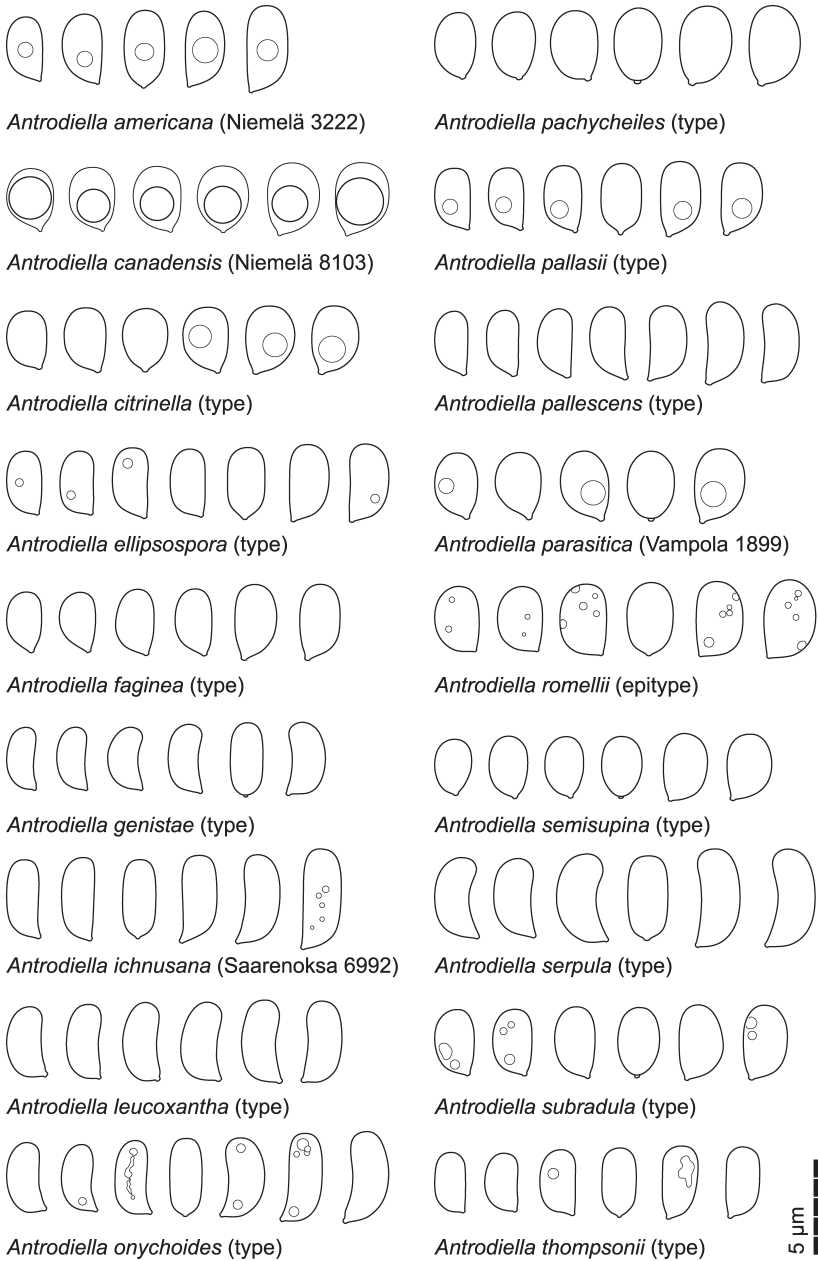 Antrodiella americana (Niemelä 3222)
Antrodiella pachycheiles (type)
Antrodiella canadensis (Niemelä 8103)
Antrodiella pallasii (type)
Antrodiella citrinella (type)
Antrodiella pallescens (type)
Antrodiella ellipsospora (type)
Antrodiella parasitica (Vampola 1899)
Antrodiella faginea (type)
Antrodiella romellii (epitype)
Antrodiella genistae (type)
Antrodiella semisupina (type)
Antrodiella ichnusana (Saarenoksa 6992)
Antrodiella serpula (type)
Antrodiella leucoxantha (type)
Antrodiella subradula (type)
Antrodiella onychoides (type)
Antrodiella thompsonii (type)
5 µm